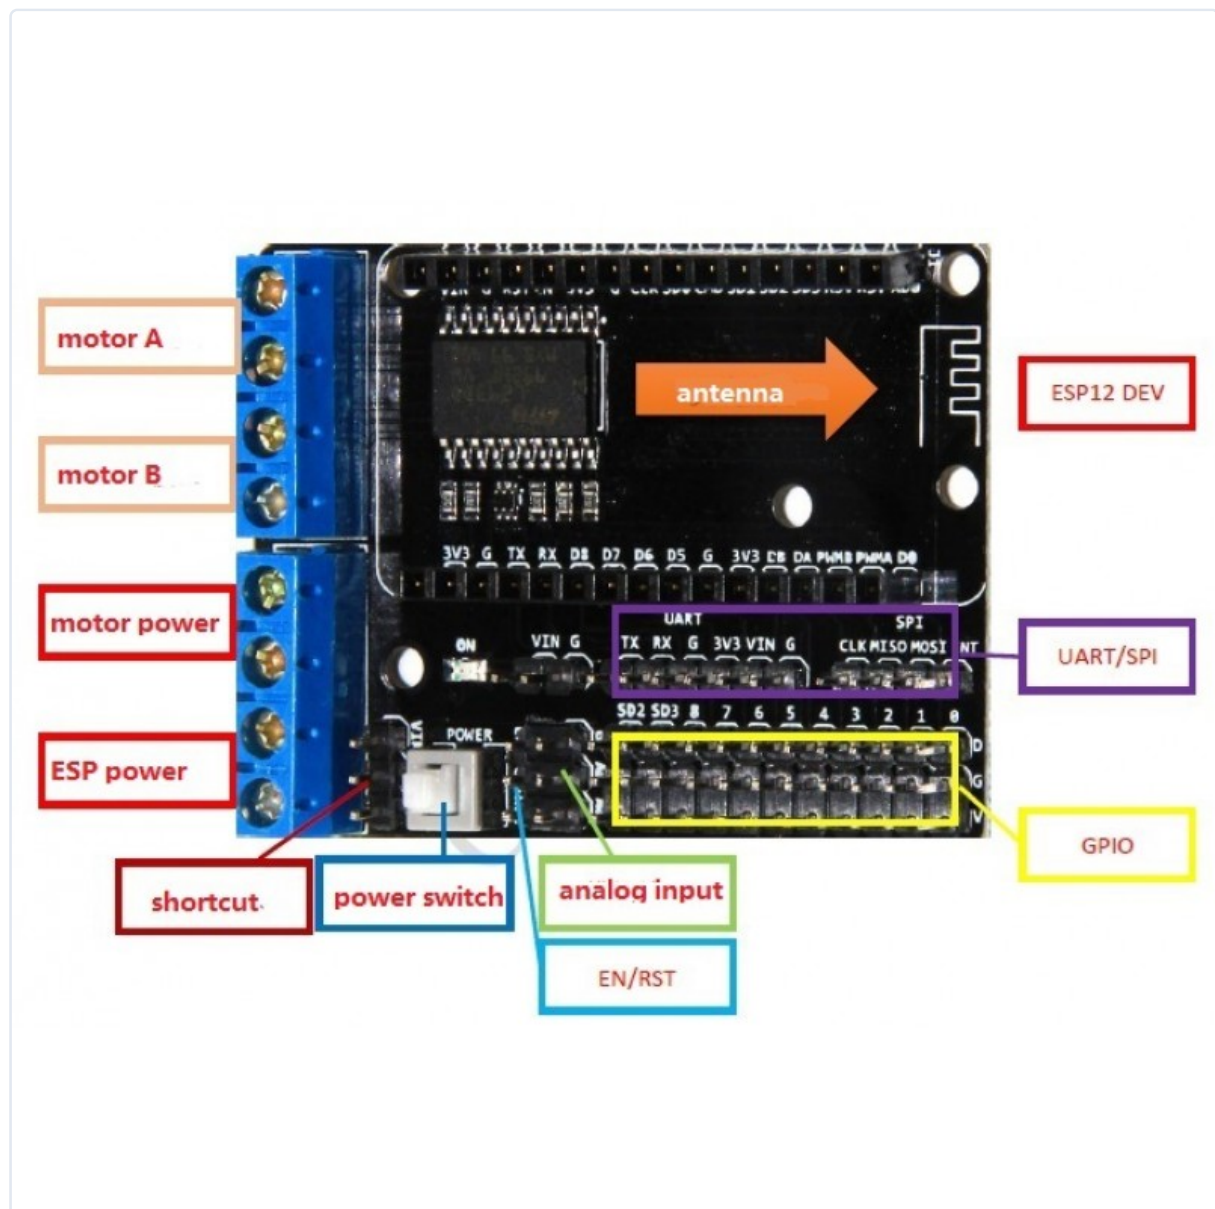 motor A
antenna
ESP12 DEV
motor B
3V3 G TX RX D8 D7 D6 D5 G 3V3 DB DA PWMB PWMA D0
motor power
UART SPI
ON VIN G TX RX G 3V3 VIN G CLK MISO MOSI
UART/SPI
SD2 SD3 8 7 6 5 4 3 2 1 0
POWER
D
G
V
ESP power
GPIO
shortcut
power switch
analog input
EN/RST